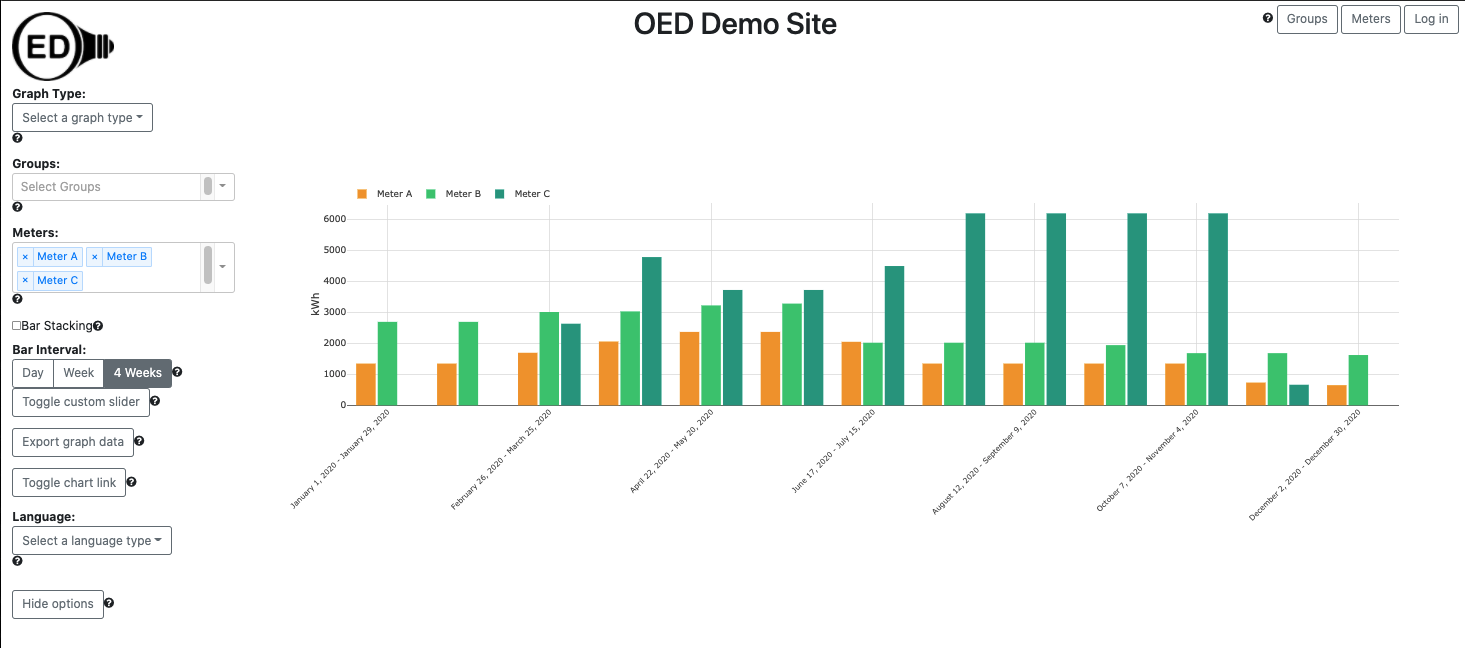 OED Demo Site
Groups
Meters
Log in
ED
Graph Type:
Select a graph type
Groups:
Select Groups
Meters:
× Meter A × Meter B
× Meter C
Bar Stacking
Bar Interval:
Day Week 4 Weeks
Toggle custom slider
Export graph data
Toggle chart link
Language:
Select a language type
Hide options
Meter A Meter B Meter C
kWh
6000
5000
4000
3000
2000
1000
0
January 1, 2020 - January 29, 2020
February 26, 2020 - March 25, 2020
April 22, 2020 - May 20, 2020
June 17, 2020 - July 15, 2020
August 12, 2020 - September 9, 2020
October 7, 2020 - November 4, 2020
December 2, 2020 - December 30, 2020